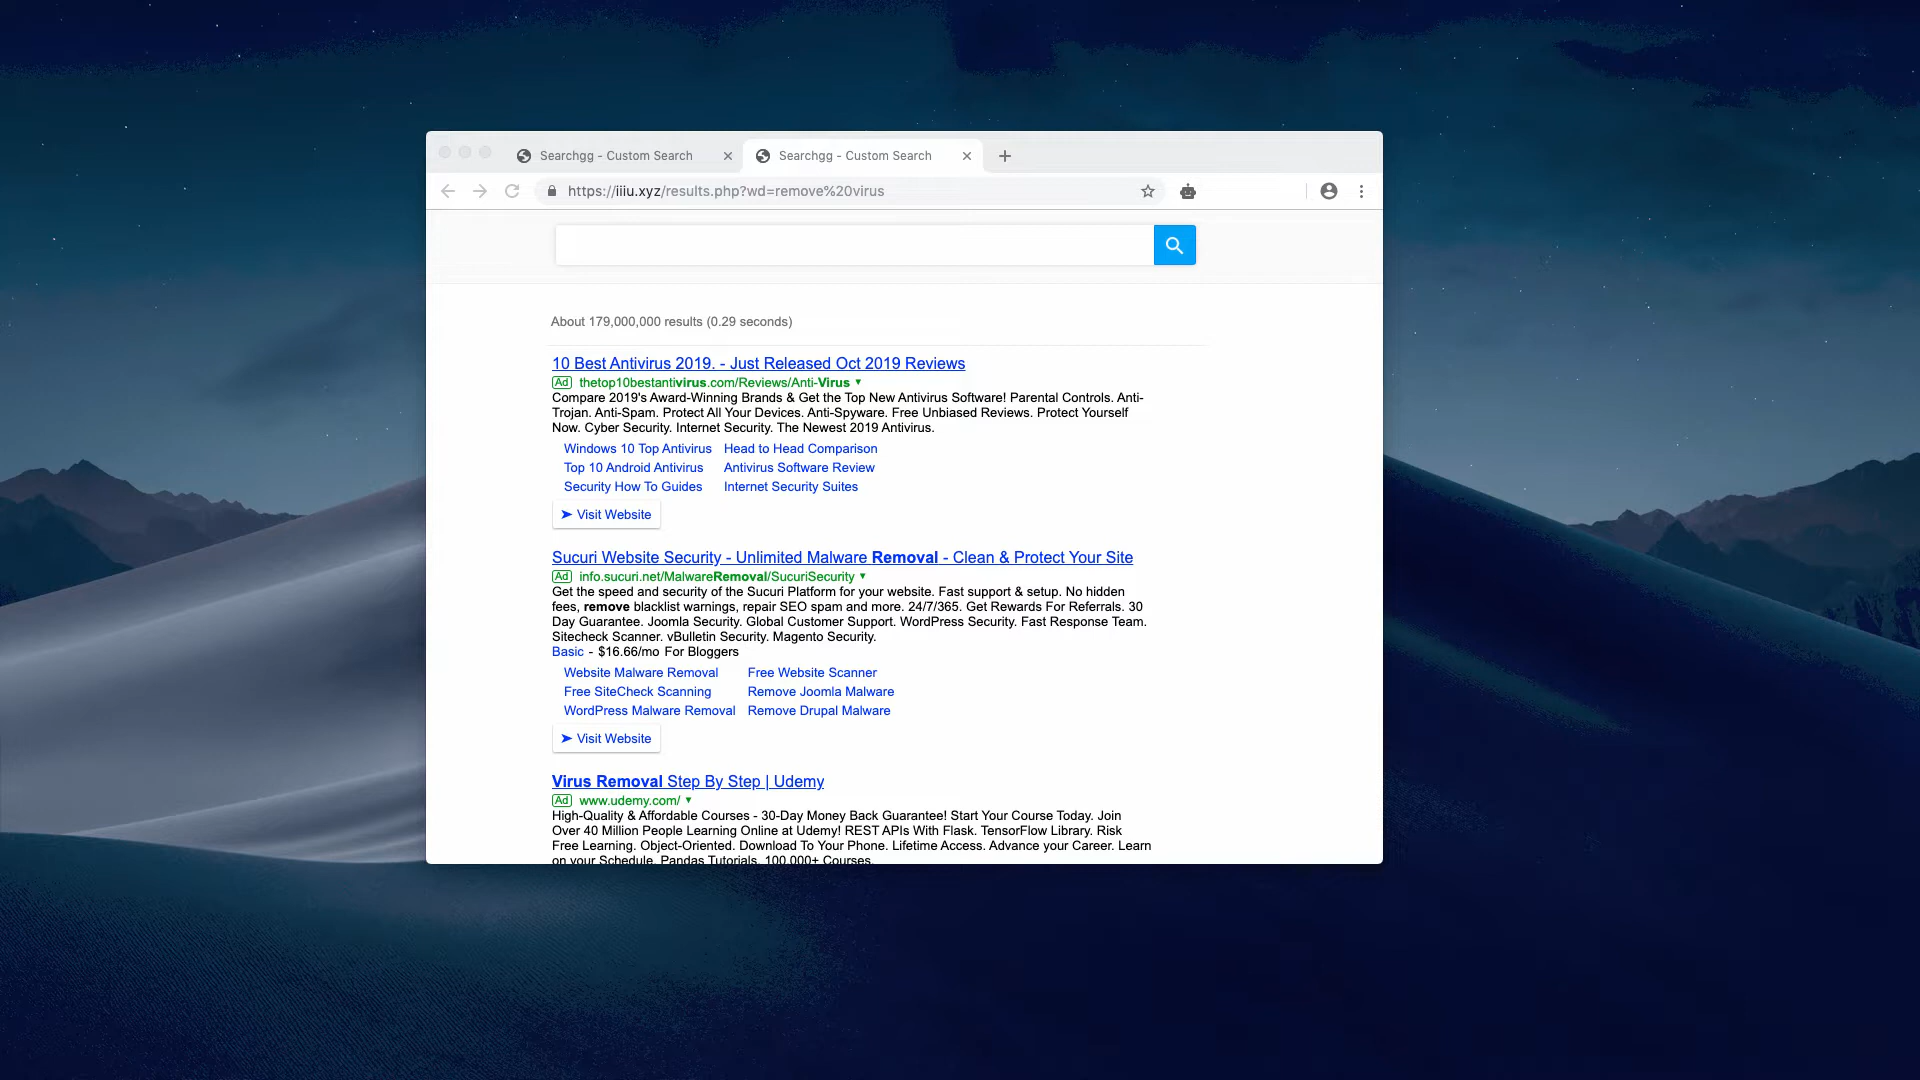 Searchgg - Custom Search
Searchgg - Custom Search
https://iiiu.xyz/results.php?wd=remove%20virus
About 179,000,000 results (0.29 seconds)
10 Best Antivirus 2019. - Just Released Oct 2019 Reviews
Ad thetop10bestantivirus.com/Reviews/Anti-Virus
Compare 2019's Award-Winning Brands & Get the Top New Antivirus Software! Parental Controls. Anti-
Trojan. Anti-Spam. Protect All Your Devices. Anti-Spyware. Free Unbiased Reviews. Protect Yourself
Now. Cyber Security. Internet Security. The Newest 2019 Antivirus.
Windows 10 Top Antivirus Head to Head Comparison
Top 10 Android Antivirus Antivirus Software Review
Security How To Guides Internet Security Suites
Visit Website
Sucuri Website Security - Unlimited Malware Removal - Clean & Protect Your Site
Ad info.sucuri.net/MalwareRemoval/SucuriSecurity
Get the speed and security of the Sucuri Platform for your website. Fast support & setup. No hidden
fees, remove blacklist warnings, repair SEO spam and more. 24/7/365. Get Rewards For Referrals. 30
Day Guarantee. Joomla Security. Global Customer Support. WordPress Security. Fast Response Team.
Sitecheck Scanner. vBulletin Security. Magento Security.
Basic - $16.66/mo For Bloggers
Website Malware Removal Free Website Scanner
Free SiteCheck Scanning Remove Joomla Malware
WordPress Malware Removal Remove Drupal Malware
Visit Website
Virus Removal Step By Step | Udemy
Ad www.udemy.com/
High-Quality & Affordable Courses - 30-Day Money Back Guarantee! Start Your Course Today. Join
Over 40 Million People Learning Online at Udemy! REST APIs With Flask. TensorFlow Library. Risk
Free Learning. Object-Oriented. Download To Your Phone. Lifetime Access. Advance your Career. Learn
on your Schedule. Pandas Tutorials. 100,000+ Courses.